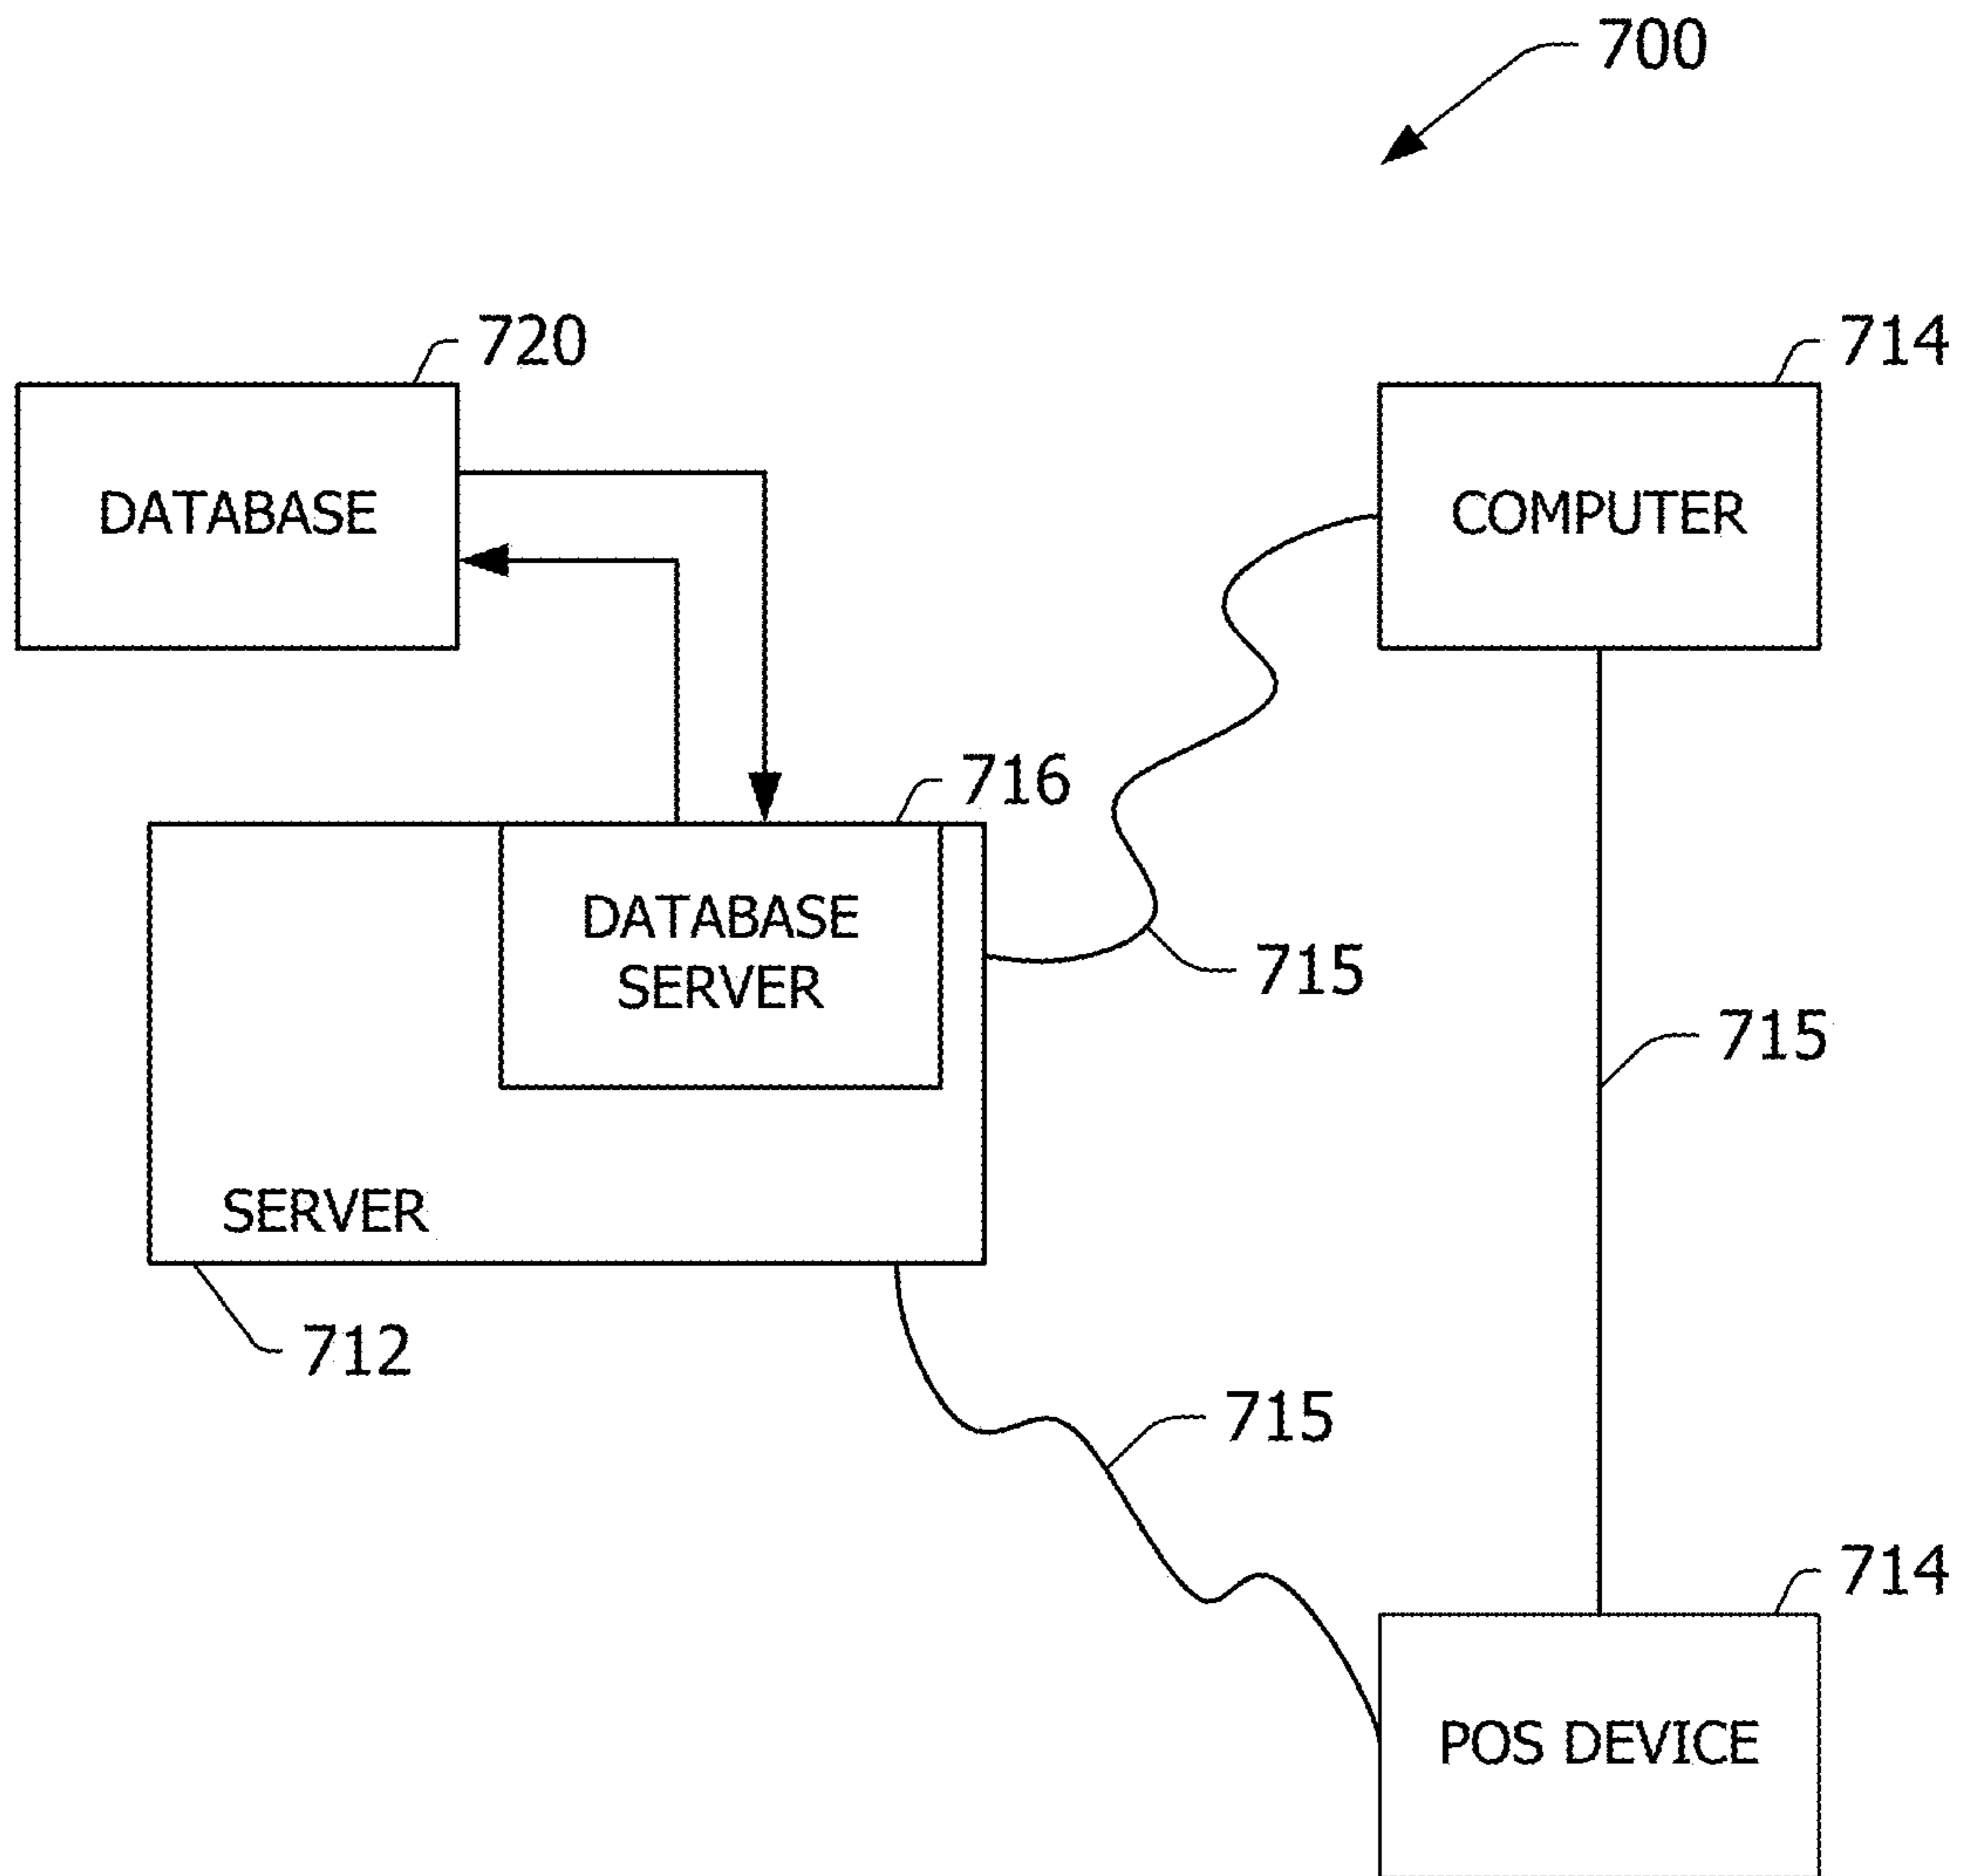 700
720
714
DATABASE
COMPUTER
716
DATABASE
SERVER
715
715
SERVER
712
715
714
POS DEVICE